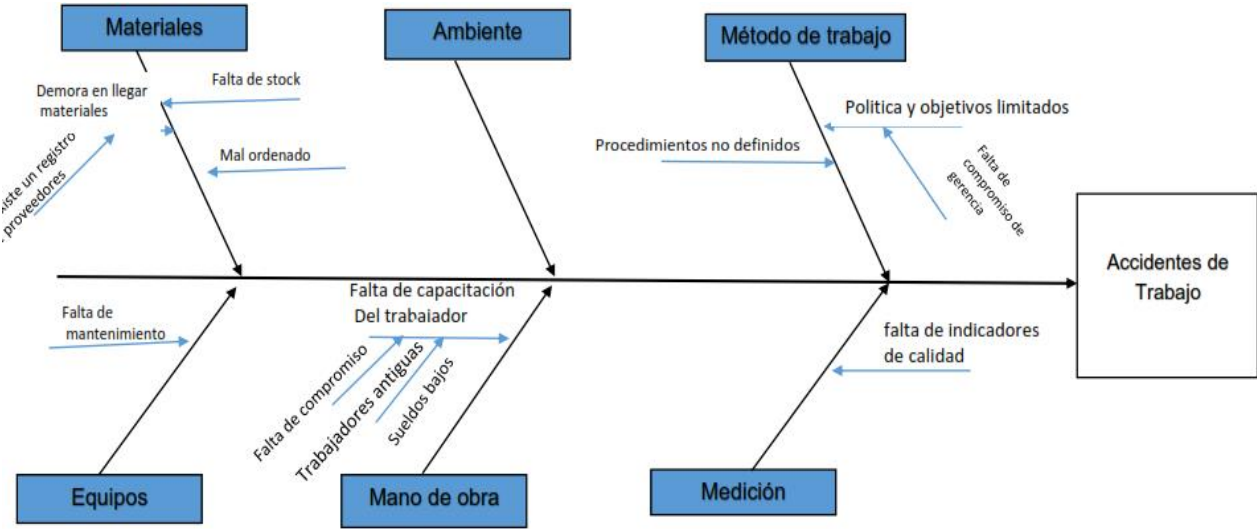 Materiales
Ambiente
Método de trabajo
Falta de stock
Demora en llegar
materiales
Politica y objetivos limitados
Procedimientos no definidos
Mal ordenado
un registro
proveedores
Falta de
compromiso de
gerencia
Accidentes de
Trabajo
Falta de capacitación
Del trabaiador
Falta de
mantenimiento
falta de indicadores
de calidad
Falta de compromiso
Trabajadores antiguas
Sueldos bajos
Equipos
Mano de obra
Medición